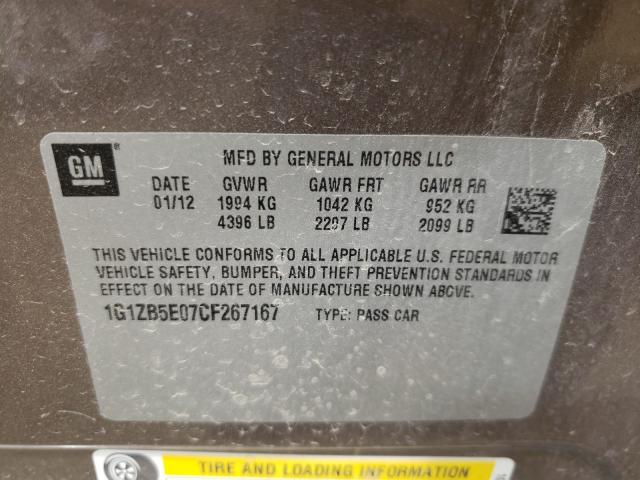 GM
MFD BY GENERAL MOTORS LLC
DATE GVWR GAWR FRT GAWR RR
01/12 1994 KG 1042 KG 952 KG
4396 LB 2297 LB 2099 LB
THIS VEHICLE CONFORMS TO ALL APPLICABLE U.S. FEDERAL MOTOR
VEHICLE SAFETY, BUMPER, AND THEFT PREVENTION STANDARDS IN
EFFECT ON THE DATE OF MANUFACTURE SHOWN ABOVE.
1G1ZB5E07CF267167 TYPE: PASS CAR
TIRE AND LOADING INFORMATION